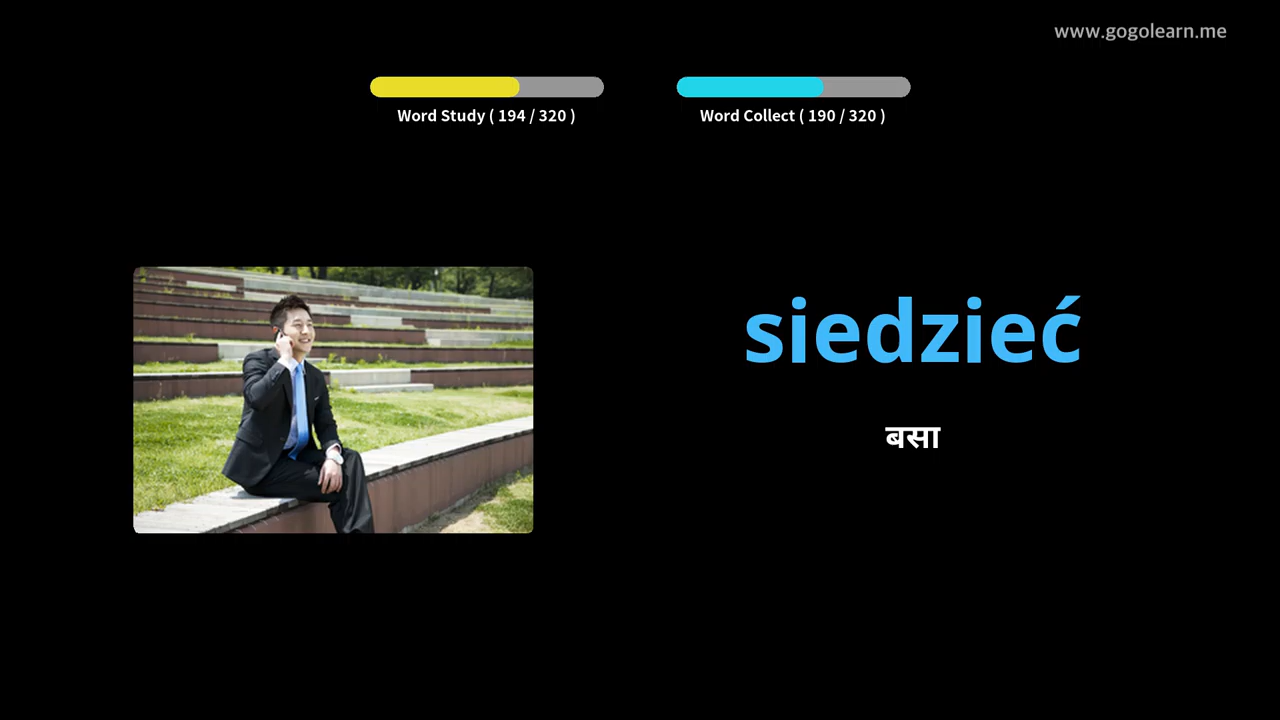 www.gogolearn.me
Word Study ( 194 / 320 )
Word Collect ( 190 / 320 )
siedzieć
बसा